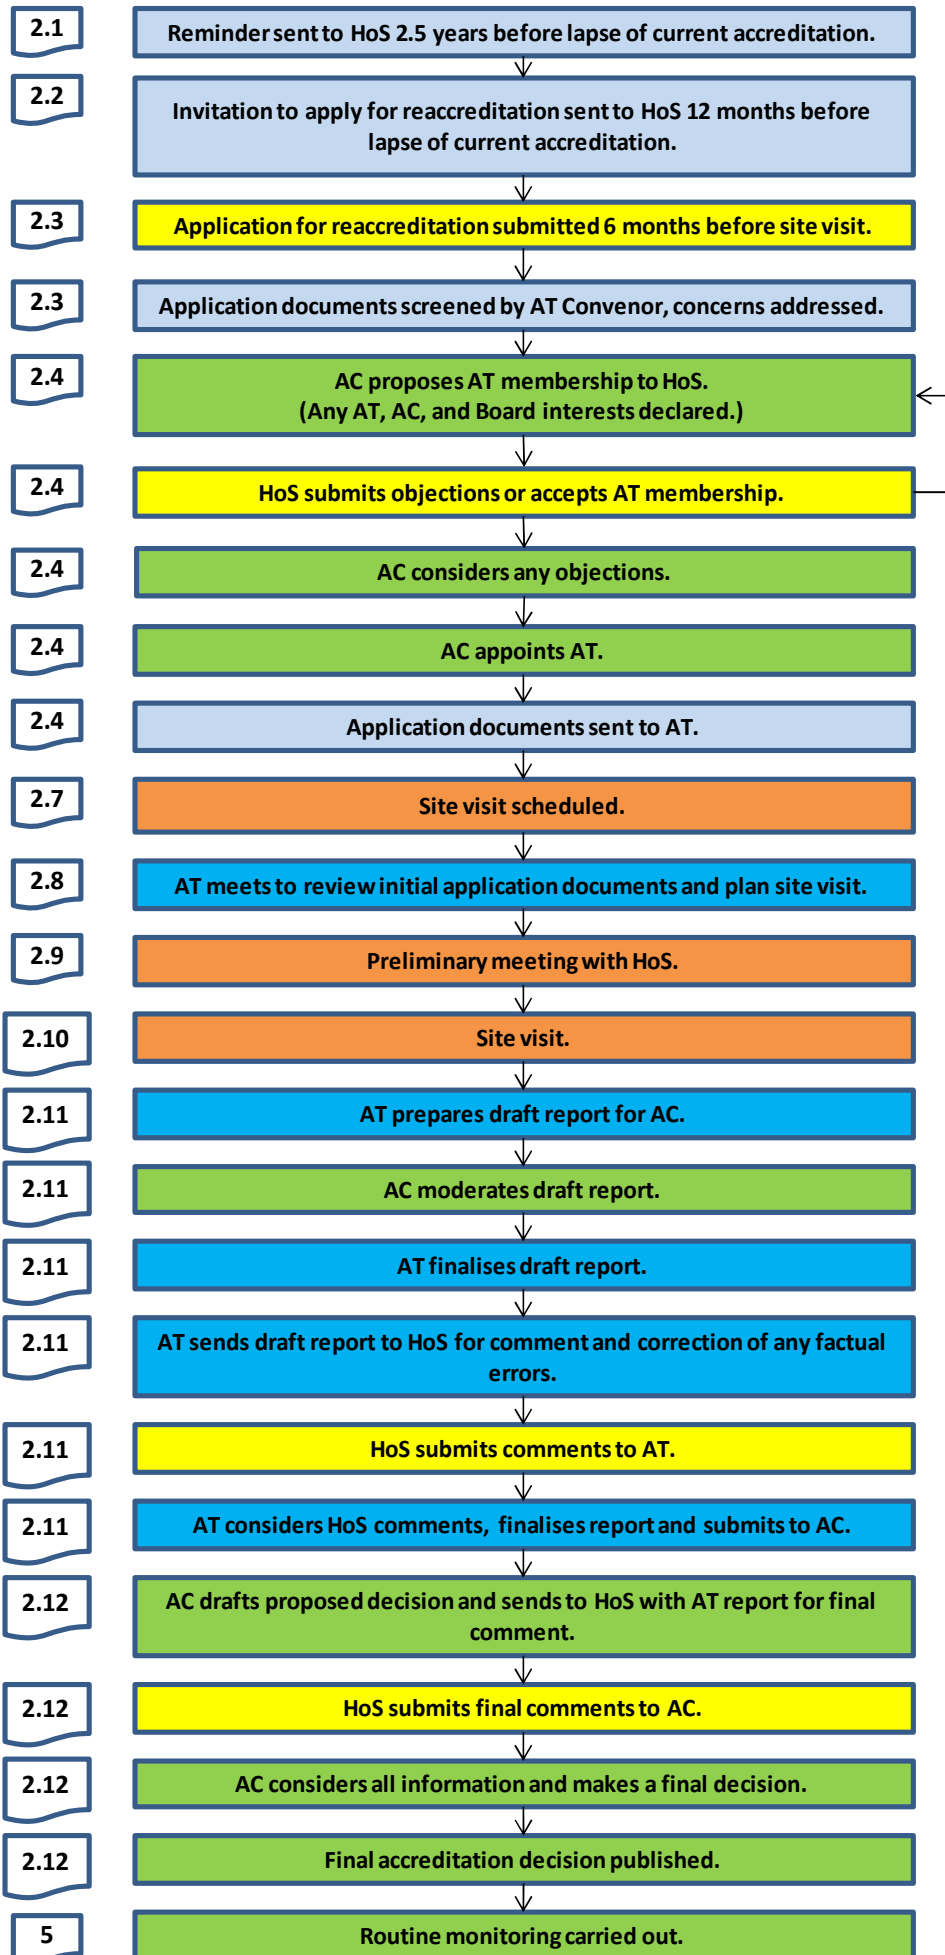 2.1
Reminder sent to HoS 2.5 years before lapse of current accreditation.
2.2
Invitation to apply for reaccreditation sent to HoS 12 months before
lapse of current accreditation.
2.3
Application for reaccreditation submitted 6 months before site visit.
2.3
Application documents screened by AT Convenor, concerns addressed.
2.4
AC proposes AT membership to HoS.
(Any AT, AC, and Board interests declared.)
2.4
HoS submits objections or accepts AT membership.
2.4
AC considers any objections.
2.4
AC appoints AT.
2.4
Application documents sent to AT.
2.7
Site visit scheduled.
2.8
AT meets to review initial application documents and plan site visit.
2.9
Preliminary meeting with HoS.
2.10
Site visit.
2.11
AT prepares draft report for AC.
2.11
AC moderates draft report.
2.11
AT finalises draft report.
2.11
AT sends draft report to HoS for comment and correction of any factual
errors.
2.11
HoS submits comments to AT.
2.11
AT considers HoS comments, finalises report and submits to AC.
2.12
AC drafts proposed decision and sends to HoS with AT report for final
comment.
2.12
HoS submits final comments to AC.
2.12
AC considers all information and makes a final decision.
2.12
Final accreditation decision published.
5
Routine monitoring carried out.